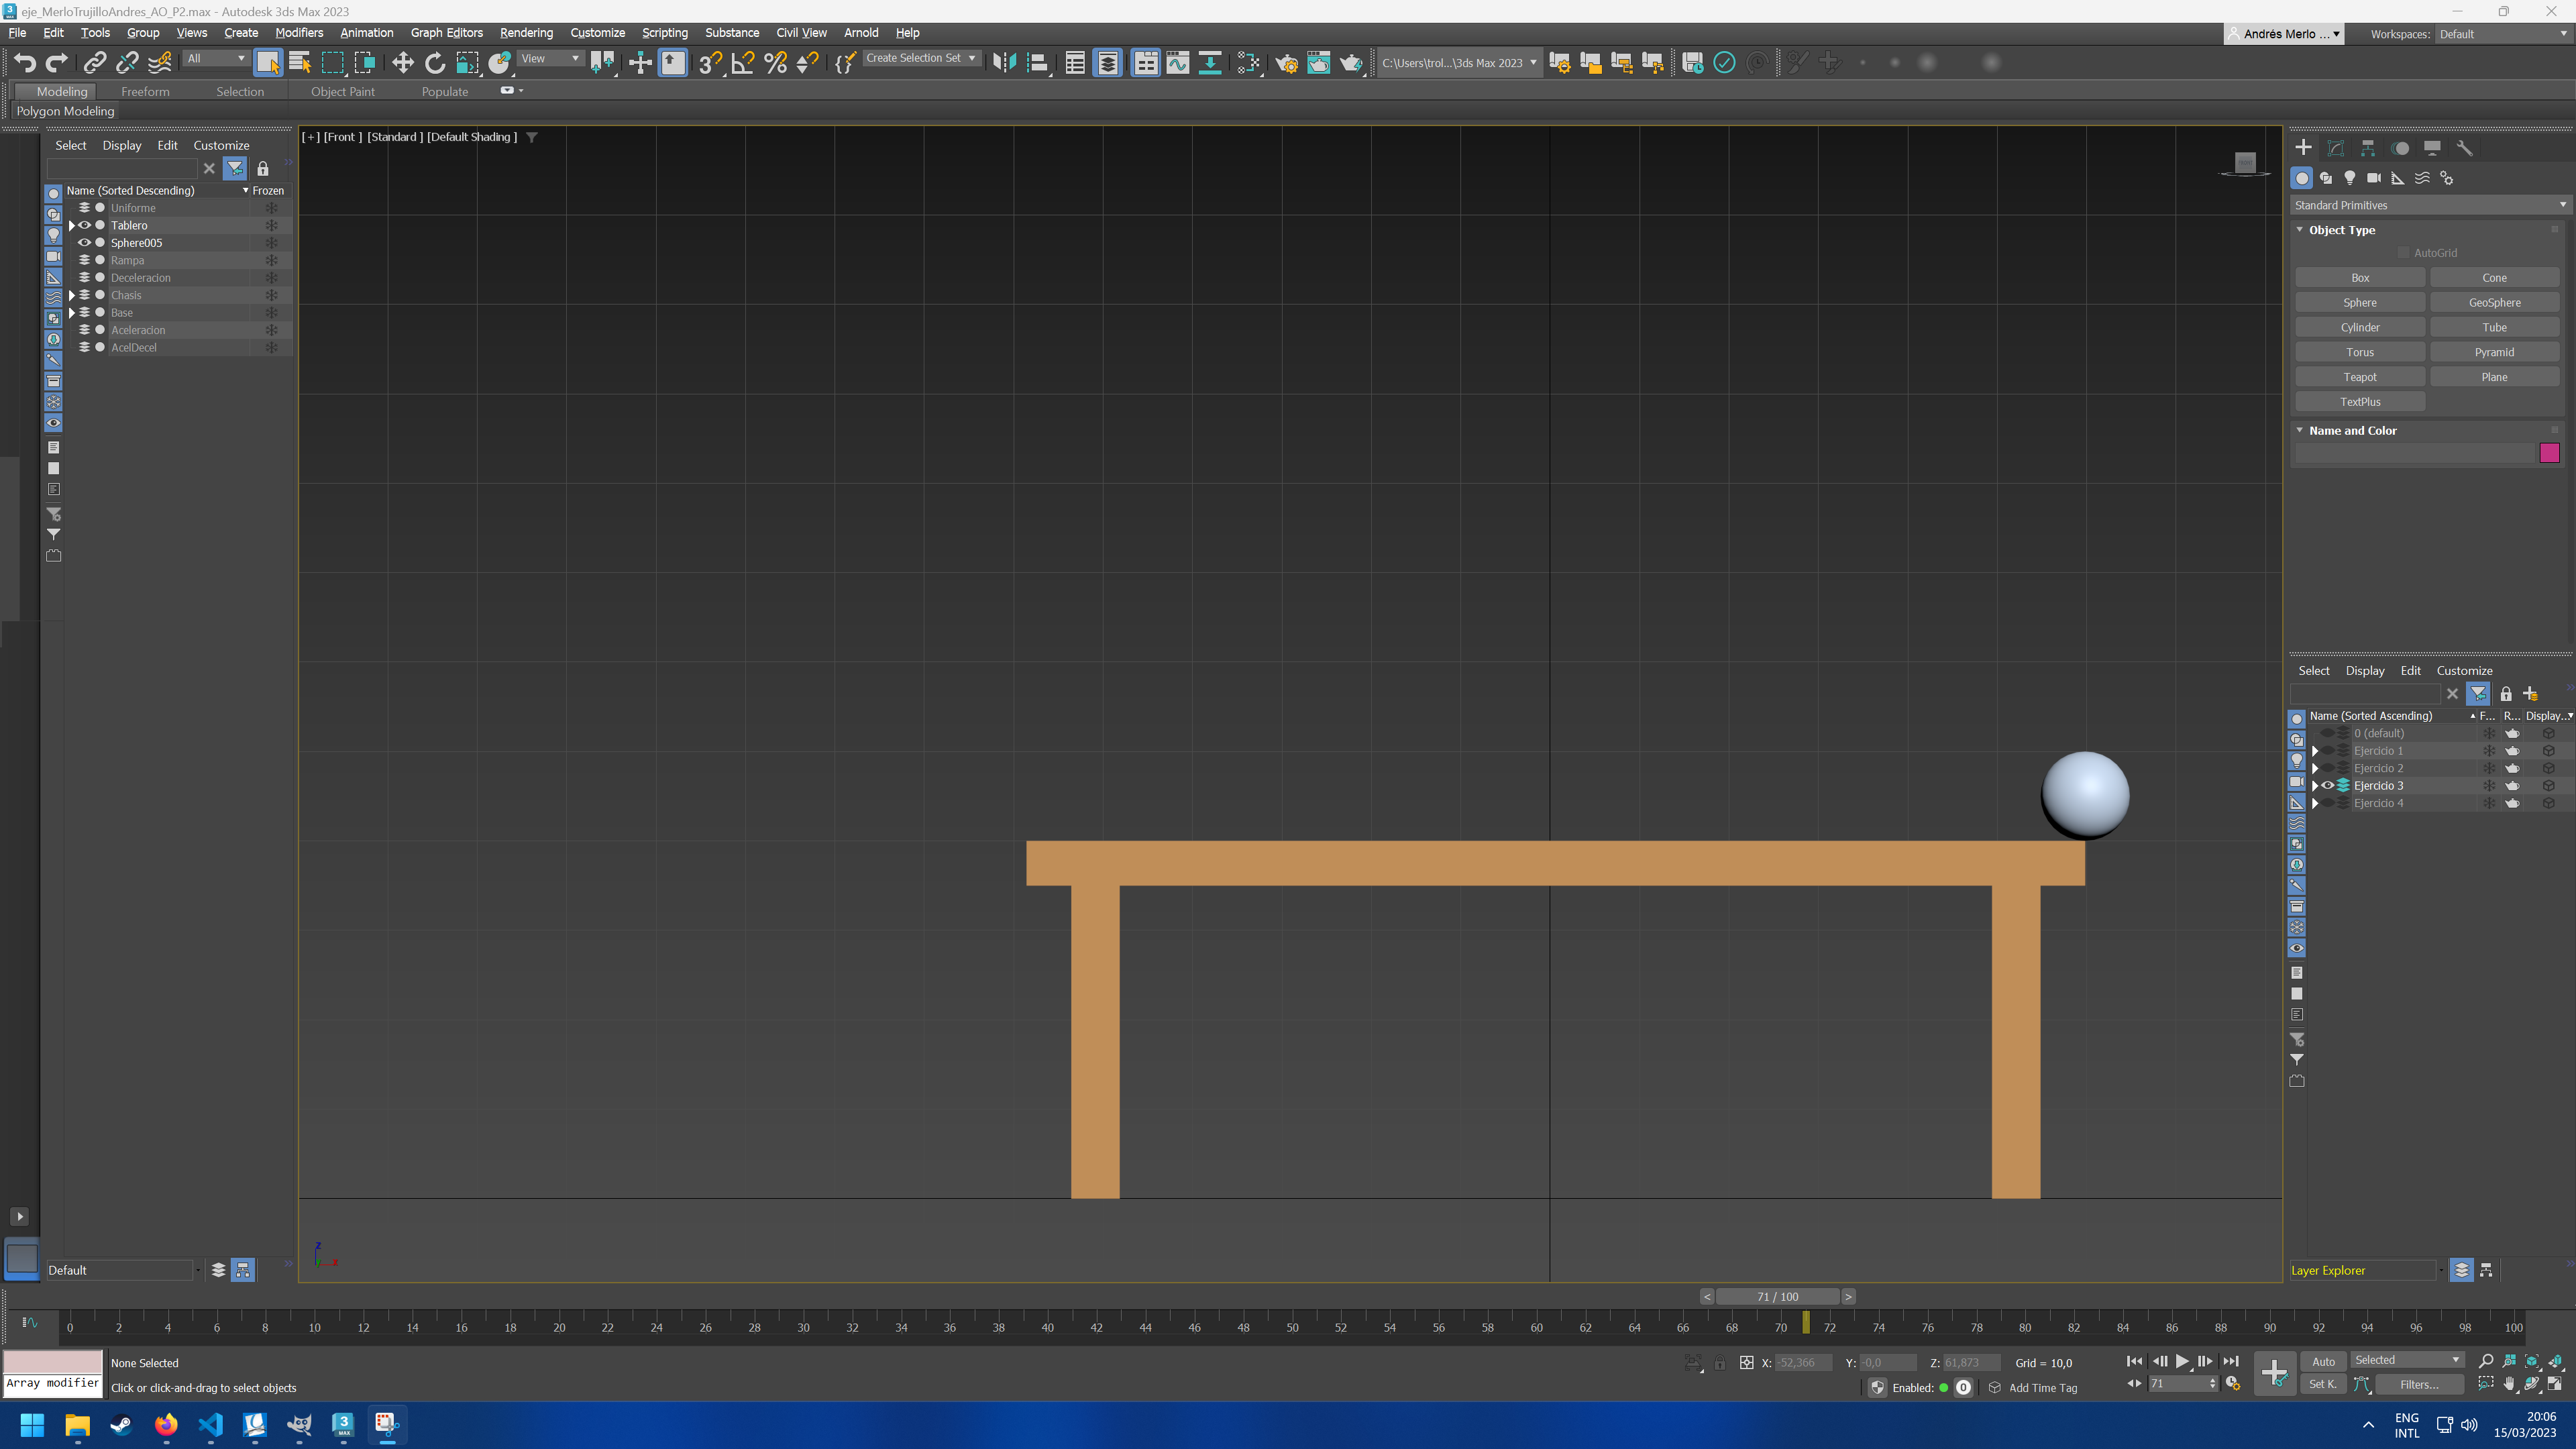 eje_MerloTrujilloAndres_AO_P2.max - Autodesk 3ds Max 2023
File Edit Tools Group Views Create Modifiers Animation Graph Editors Rendering Customize Scripting Substance Civil View Arnold Help
Andrés Merlo ... Workspaces: Default
All View Create Selection Set C:\Users\trol...\3ds Max 2023
Modeling Freeform Selection Object Paint Populate
Polygon Modeling
Select Display Edit Customize
Name (Sorted Descending) Frozen
Uniforme
Tablero
Sphere005
Rampa
Deceleracion
Chasis
Base
Aceleracion
AcelDecel
Default
[+] [Front ] [Standard ] [Default Shading ]
z
x
Standard Primitives
Object Type
AutoGrid
Box Cone
Sphere GeoSphere
Cylinder Tube
Torus Pyramid
Teapot Plane
TextPlus
Name and Color
Select Display Edit Customize
Name (Sorted Ascending) F... R... Display...
0 (default)
Ejercicio 1
Ejercicio 2
Ejercicio 3
Ejercicio 4
Layer Explorer
< 71 / 100 >
0 2 4 6 8 10 12 14 16 18 20 22 24 26 28 30 32 34 36 38 40 42 44 46 48 50 52 54 56 58 60 62 64 66 68 70 72 74 76 78 80 82 84 86 88 90 92 94 96 98 100
None Selected
X: -52,366 Y: -0,0 Z: 61,873 Grid = 10,0
Auto Selected
Array modifier
Click or click-and-drag to select objects
Enabled: 0 Add Time Tag
71
Set K. Filters...
ENG
INTL
20:06
15/03/2023